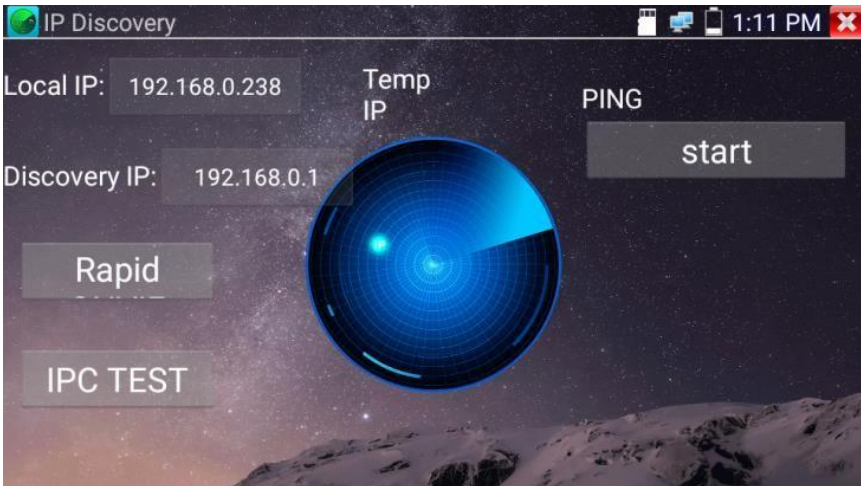 IP Discovery
1:11 PM
Local IP:
192.168.0.238
Temp
IP
PING
start
Discovery IP:
192.168.0.1
Rapid
IPC TEST